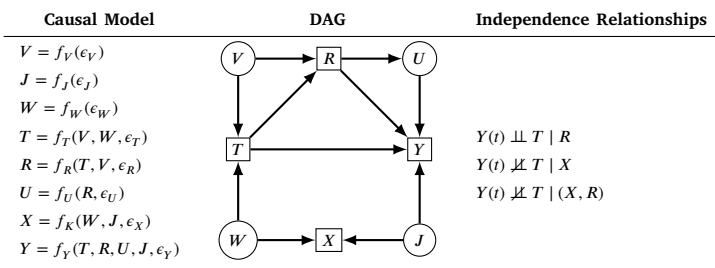 Causal Model DAG Independence Relationships
V = f_V(ϵ_V)
J = f_J(ϵ_J)
W = f_W(ϵ_W)
T = f_T(V, W, ϵ_T)
R = f_R(T, V, ϵ_R)
U = f_U(R, ϵ_U)
X = f_K(W, J, ϵ_X)
Y = f_Y(T, R, U, J, ϵ_Y)
V R U
T Y
W X J
Y(t) ⫫ T | R
Y(t) ⫫̸ T | X
Y(t) ⫫̸ T | (X, R)